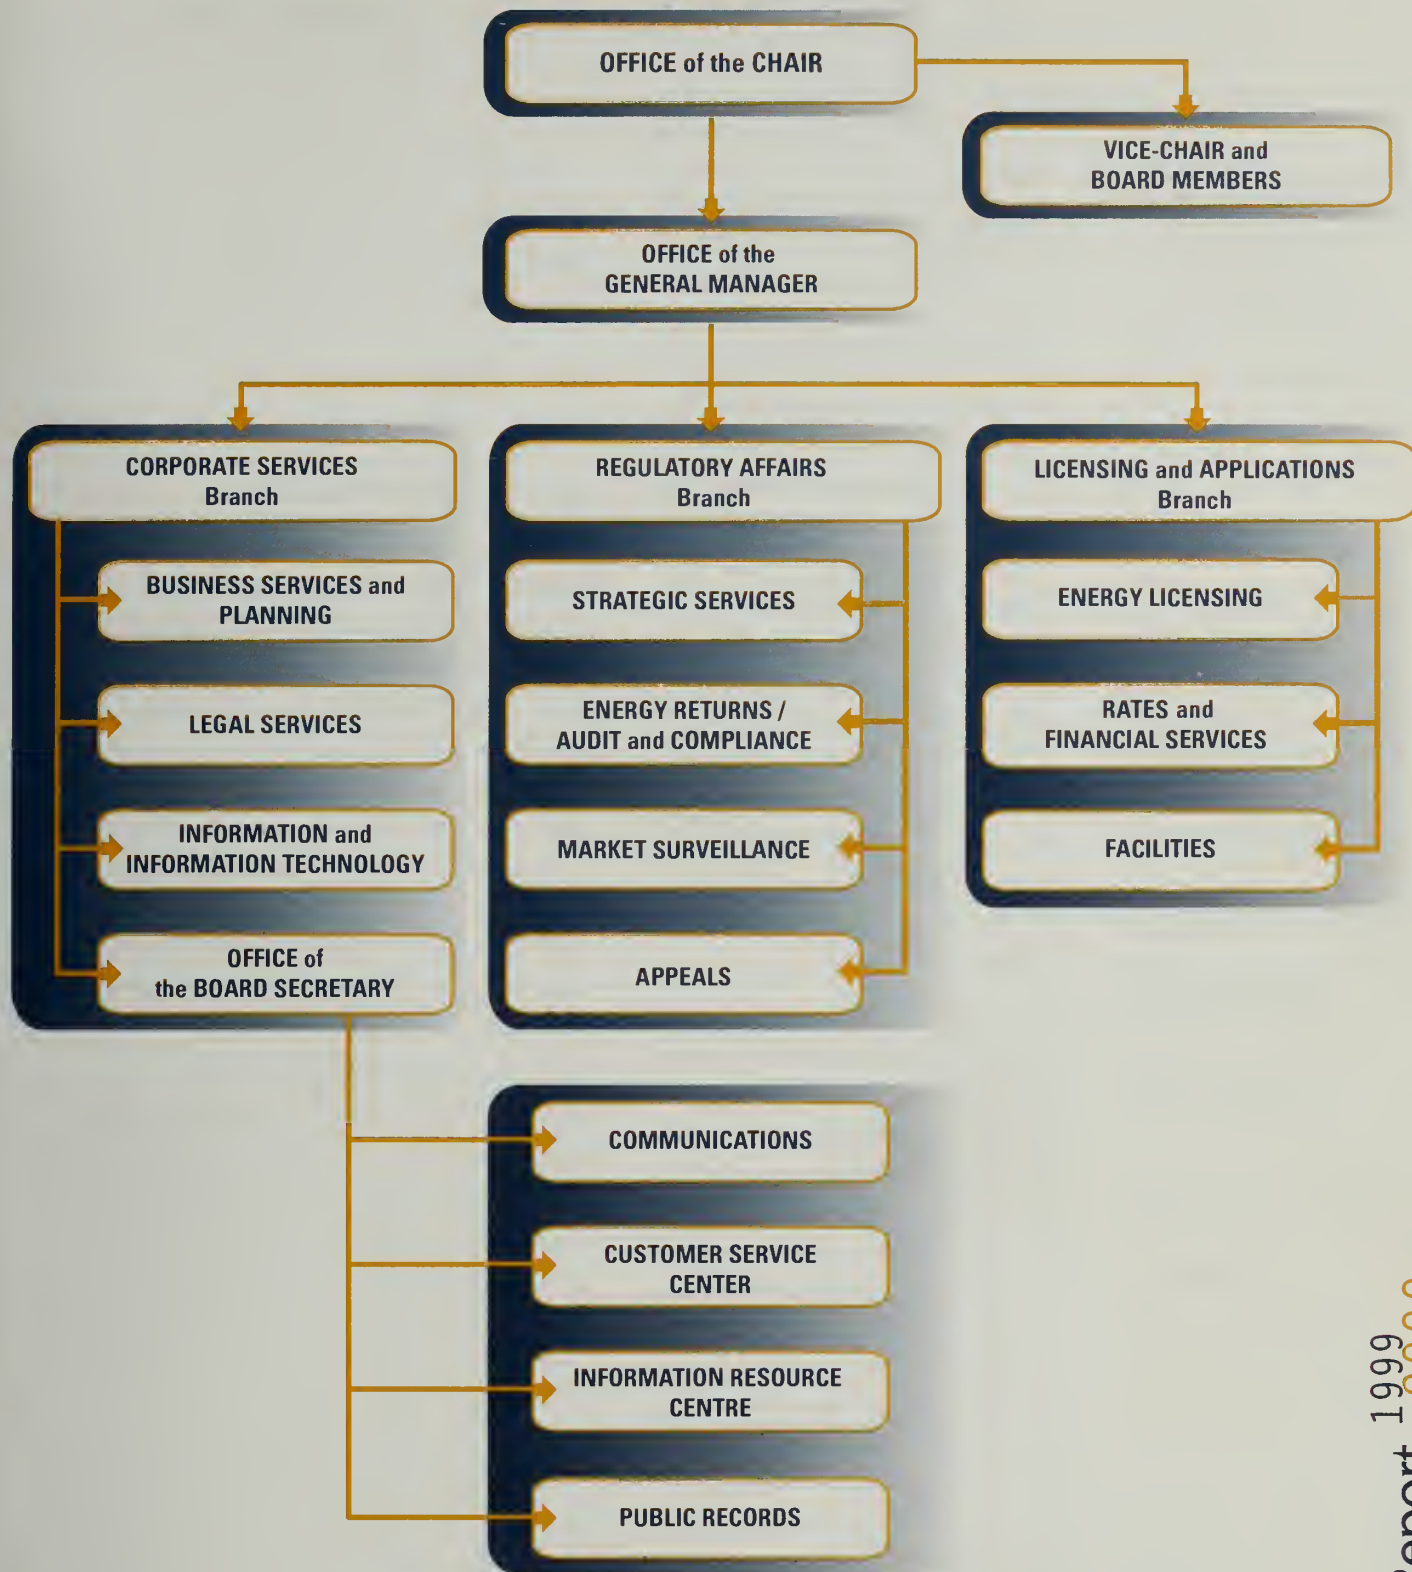 OFFICE of the CHAIR
VICE-CHAIR and
BOARD MEMBERS
OFFICE of the
GENERAL MANAGER
CORPORATE SERVICES
Branch
BUSINESS SERVICES and
PLANNING
LEGAL SERVICES
INFORMATION and
INFORMATION TECHNOLOGY
OFFICE of
the BOARD SECRETARY
REGULATORY AFFAIRS
Branch
STRATEGIC SERVICES
ENERGY RETURNS /
AUDIT and COMPLIANCE
MARKET SURVEILLANCE
APPEALS
LICENSING and APPLICATIONS
Branch
ENERGY LICENSING
RATES and
FINANCIAL SERVICES
FACILITIES
COMMUNICATIONS
CUSTOMER SERVICE
CENTER
INFORMATION RESOURCE
CENTRE
PUBLIC RECORDS
1999